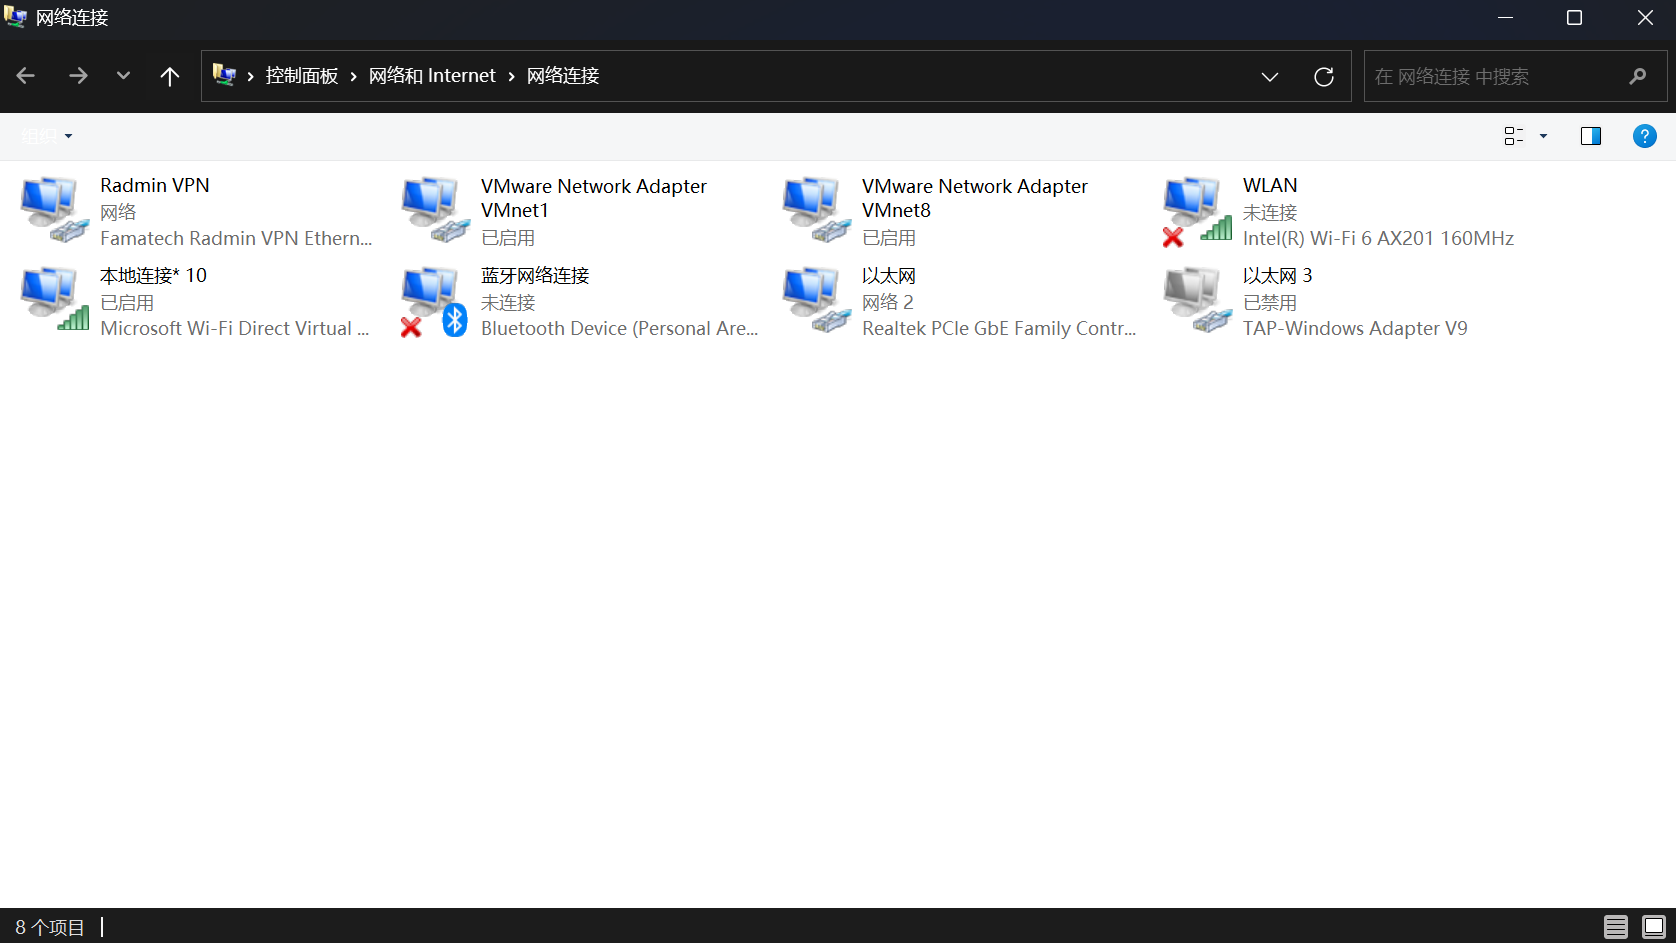 网络连接
控制面板 网络和 Internet 网络连接
在 网络连接 中搜索
组织
Radmin VPN
网络
Famatech Radmin VPN Ethern...
VMware Network Adapter
VMnet1
已启用
VMware Network Adapter
VMnet8
已启用
WLAN
未连接
Intel(R) Wi-Fi 6 AX201 160MHz
本地连接* 10
已启用
Microsoft Wi-Fi Direct Virtual ...
蓝牙网络连接
未连接
Bluetooth Device (Personal Are...
以太网
网络 2
Realtek PCIe GbE Family Contr...
以太网 3
已禁用
TAP-Windows Adapter V9
8 个项目